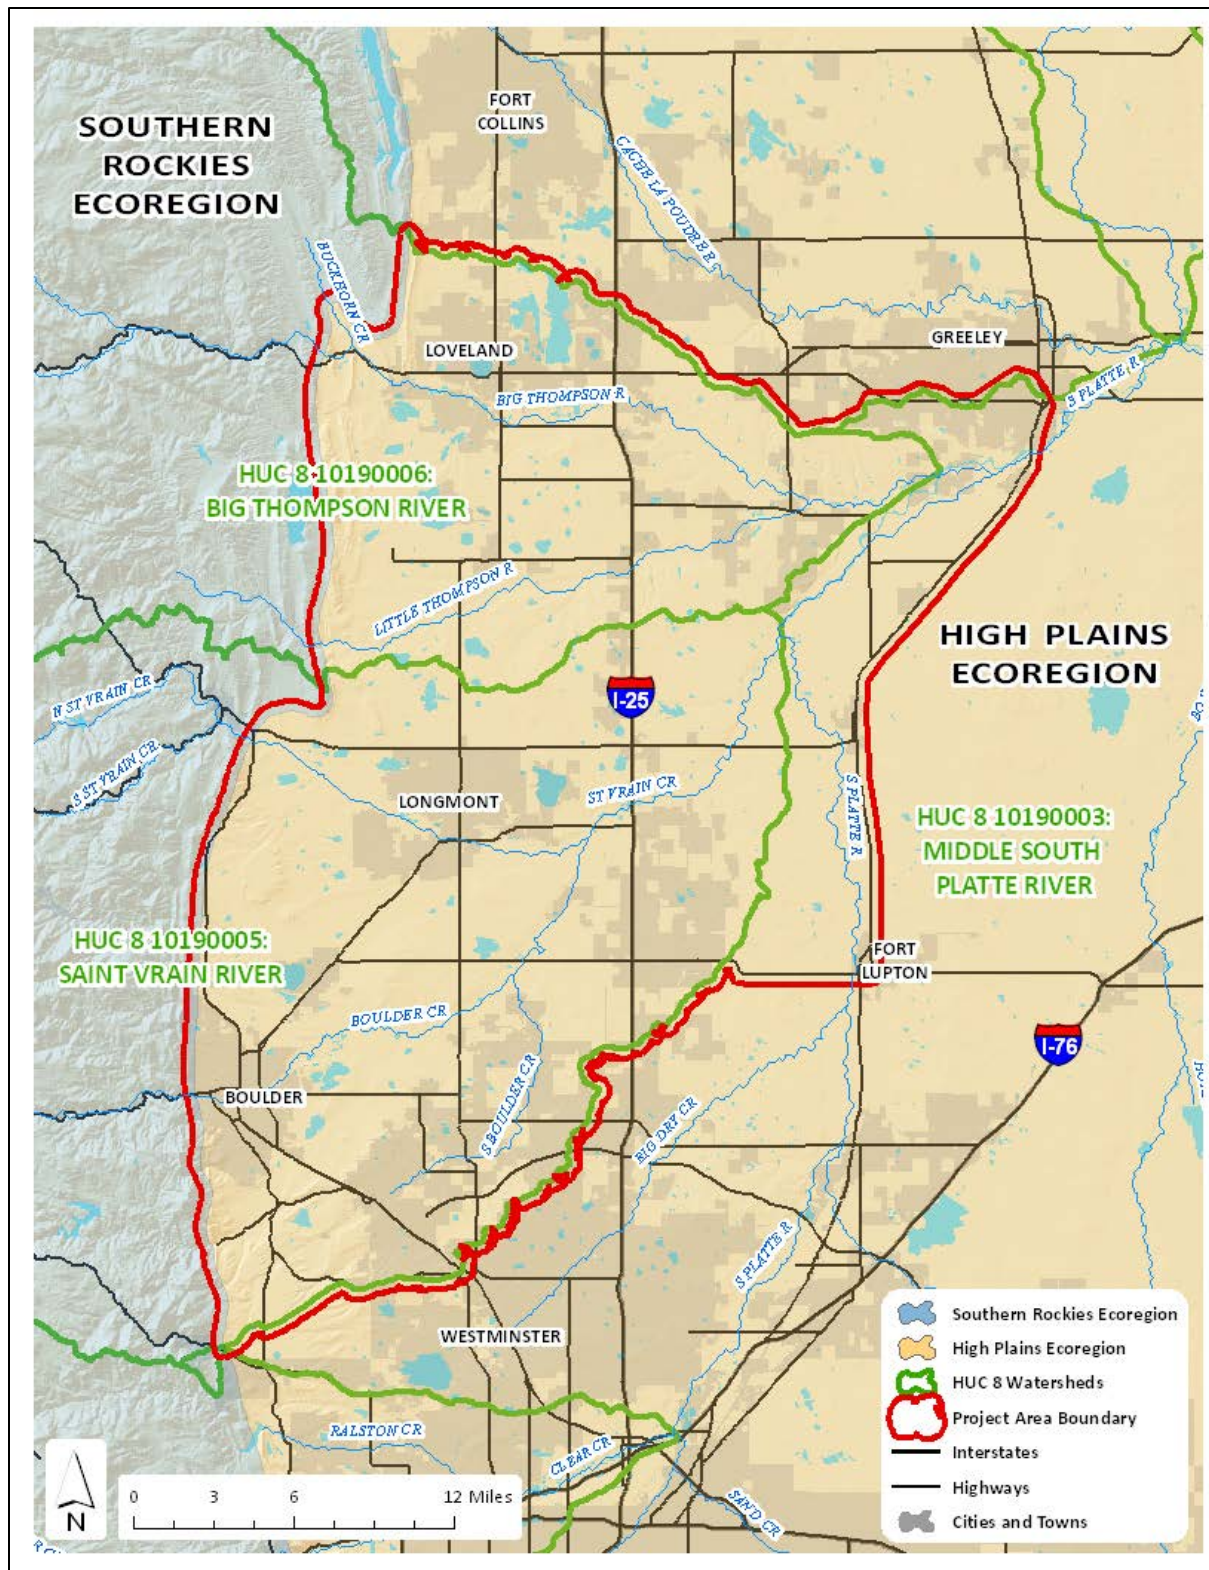 FORT
COLLINS
SOUTHERN
ROCKIES
ECOREGION
CACHE LA POUDRE R
BUCKHORN CR
GREELEY
LOVELAND
S PLATTE R
BIG THOMPSON R
HUC 8 10190006:
BIG THOMPSON RIVER
LITTLE THOMPSON R
HIGH PLAINS
ECOREGION
N ST VRAIN CR
I-25
S ST VRAIN CR
ST VRAIN CR
LONGMONT
S PLATTE R
HUC 8 10190003:
MIDDLE SOUTH
PLATTE RIVER
HUC 8 10190005:
SAINT VRAIN RIVER
FORT
LUPTON
BOULDER CR
I-76
BOULDER
S BOULDER CR
BIG DRY CR
S PLATTE R
WESTMINSTER
RALSTON CR
CLEAR CR
SAND CR
Southern Rockies Ecoregion
High Plains Ecoregion
HUC 8 Watersheds
Project Area Boundary
Interstates
Highways
Cities and Towns
N
0 3 6 12 Miles